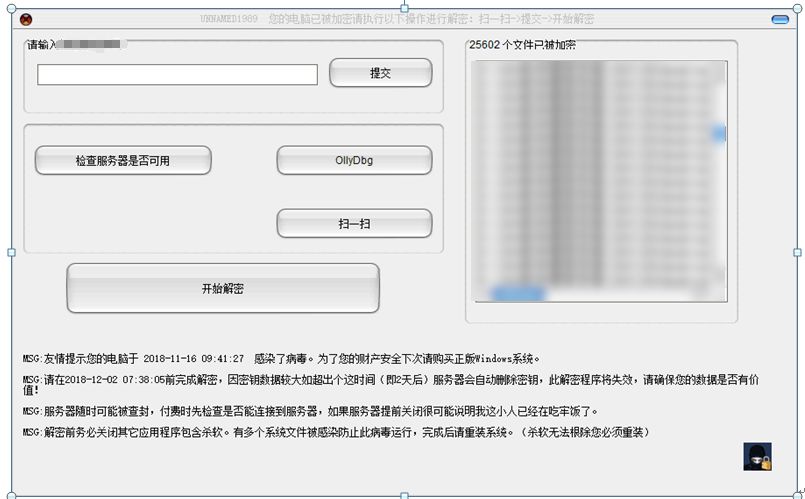 UNNAMED1989 您的电脑已被加密请执行以下操作进行解密：扫一扫->提交->开始解密
请输入
提交
25602 个文件已被加密
检查服务器是否可用
OllyDbg
扫一扫
开始解密
MSG:友情提示您的电脑于 2018-11-16 09:41:27 感染了病毒。为了您的财产安全下次请购买正版Windows系统。
MSG:请在2018-12-02 07:38:05前完成解密，因密钥数据较大如超出个这时间（即2天后）服务器会自动删除密钥，此解密程序将失效，请确保您的数据是否有价
值！
MSG:服务器随时可能被查封，付费时先检查是否能连接到服务器，如果服务器提前关闭很可能说明我这小人已经在吃牢饭了。
MSG:解密前务必关闭其它应用程序包含杀软。有多个系统文件被感染防止此病毒运行，完成后请重装系统。（杀软无法根除您必须重装）